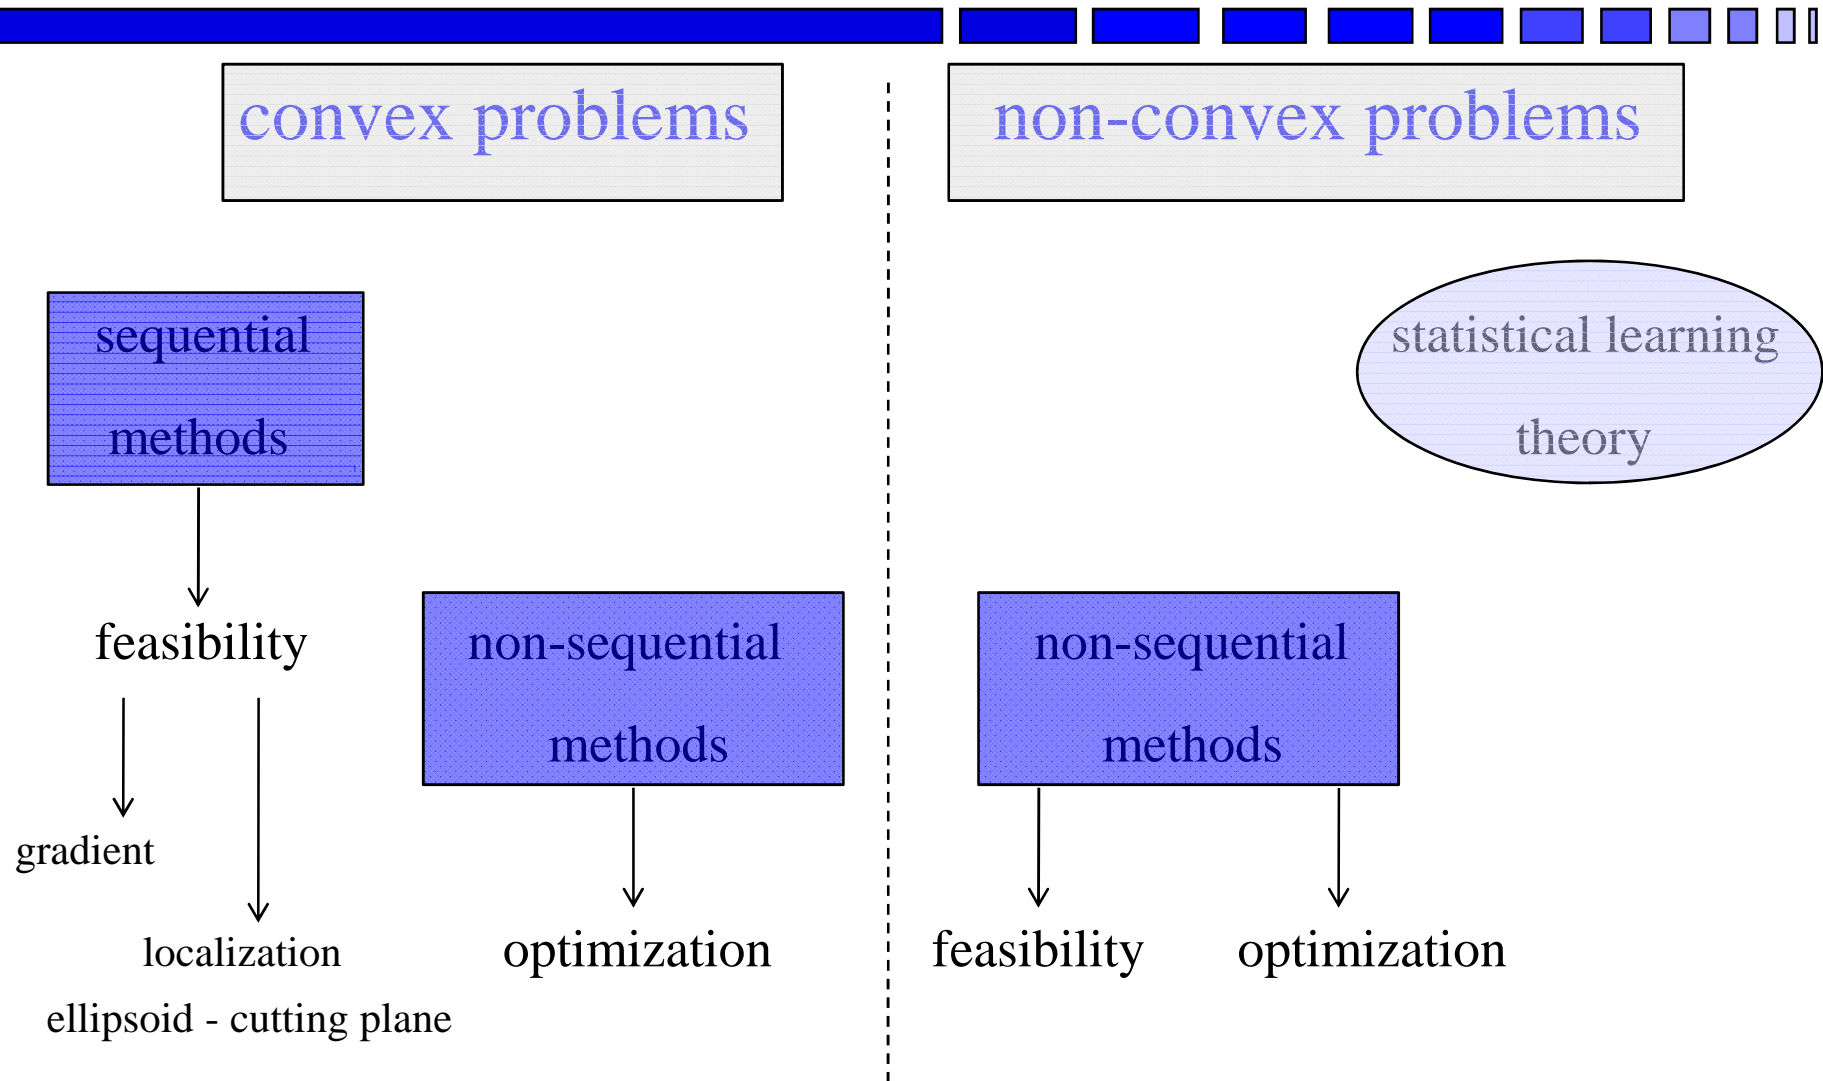 convex problems
non-convex problems
sequential
methods
statistical learning
theory
feasibility
non-sequential
methods
non-sequential
methods
gradient
localization
ellipsoid - cutting plane
optimization
feasibility
optimization